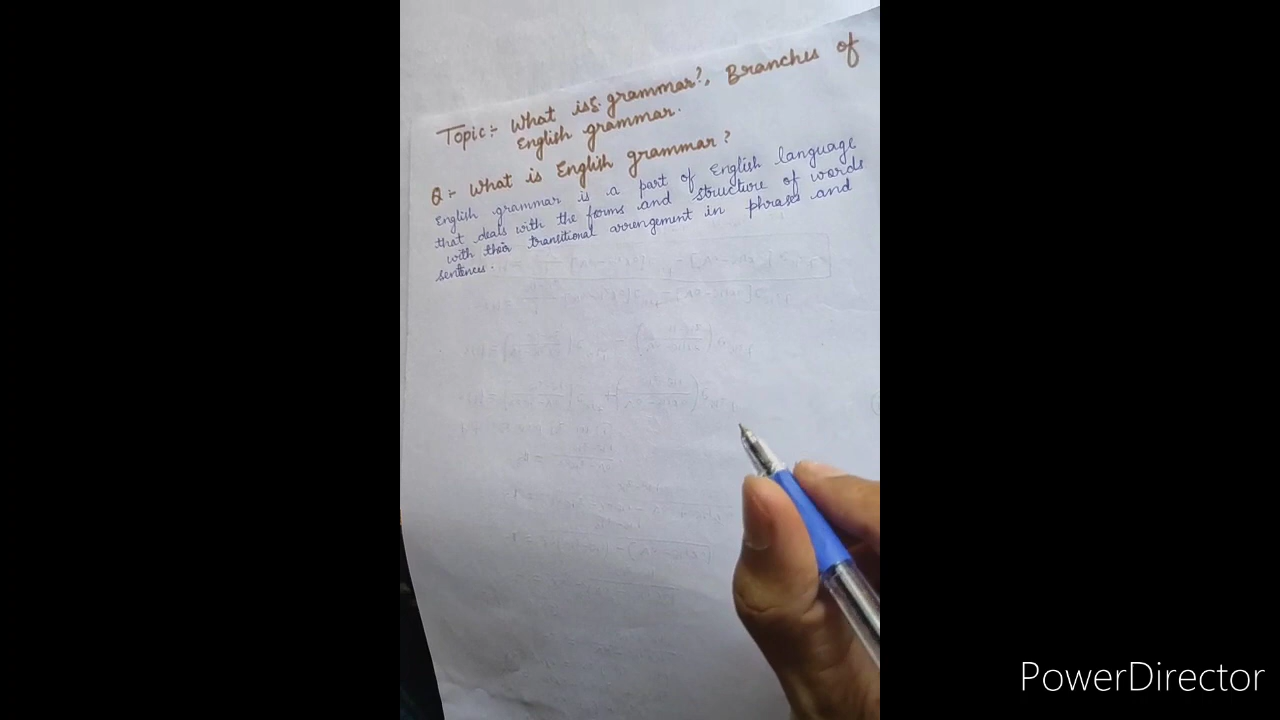 Topic:- What is E. grammar?, Branches of
English grammar.
Q:- What is English grammar?
English grammar is a part of English language
that deals with the forms and structure of words
with their transitional arrengement in phrases and
sentences.
PowerDirector